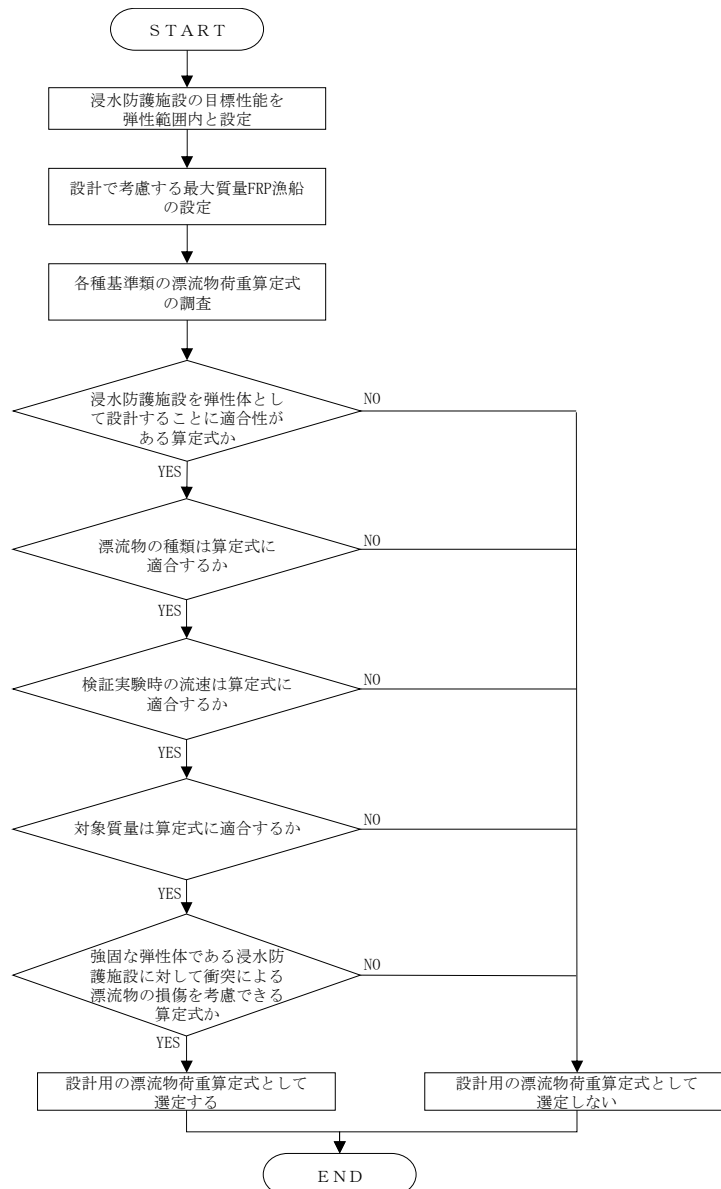 ＳＴＡＲＴ
浸水防護施設の目標性能を
弾性範囲内と設定
設計で考慮する最大質量FRP漁船
の設定
各種基準類の漂流物荷重算定式
の調査
浸水防護施設を弾性体とし
て設計することに適合性が
ある算定式か
NO
YES
漂流物の種類は算定式に
適合するか
NO
YES
検証実験時の流速は算定式に
適合するか
NO
YES
対象質量は算定式に適合するか
NO
YES
強固な弾性体である浸水防
護施設に対して衝突による
漂流物の損傷を考慮できる
算定式か
NO
YES
設計用の漂流物荷重算定式として
選定する
設計用の漂流物荷重算定式として
選定しない
ＥＮＤ